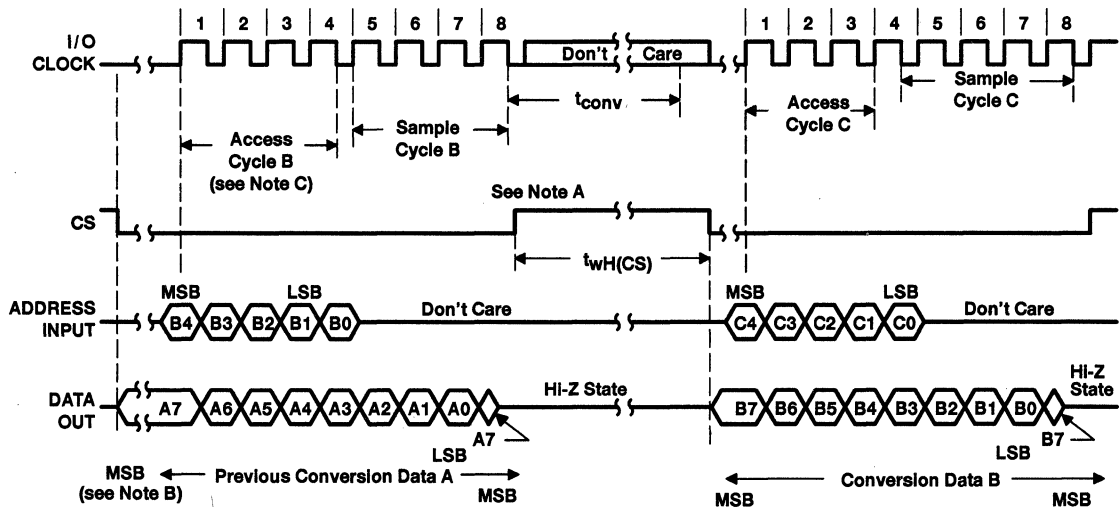 1 2 3 4 5 6 7 8
I/O CLOCK
Don't Care
tconv
Access Cycle B (see Note C)
Sample Cycle B
1 2 3 4 5 6 7 8
Access Cycle C
Sample Cycle C
CS
See Note A
twH(CS)
ADDRESS INPUT
MSB LSB
B4 B3 B2 B1 B0
Don't Care
MSB LSB
C4 C3 C2 C1 C0
Don't Care
DATA OUT
A7 A6 A5 A4 A3 A2 A1 A0
A7
LSB
Hi-Z State
B7 B6 B5 B4 B3 B2 B1 B0
B7
LSB
Hi-Z State
MSB (see Note B)
Previous Conversion Data A
MSB
MSB
Conversion Data B
MSB